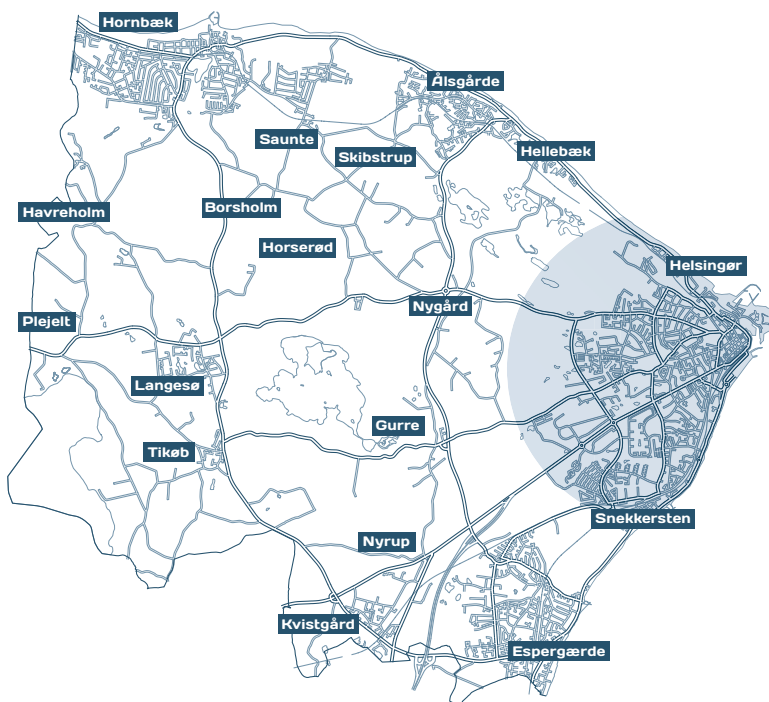 Hornbæk
Ålsgårde
Saunte
Hellebæk
Skibstrup
Havreholm
Borsholm
Horserød
Helsingør
Nygård
Plejelt
Langesø
Gurre
Tikøb
Snekkersten
Nyrup
Kvistgård
Espergærde